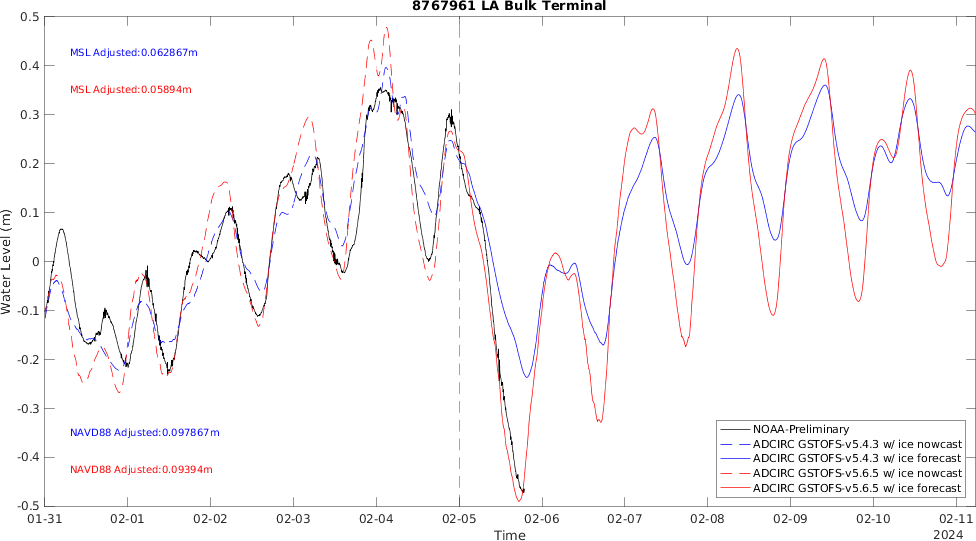 8767961 LA Bulk Terminal
0.5
0.4
0.3
0.2
0.1
0
-0.1
-0.2
-0.3
-0.4
-0.5
Water Level (m)
MSL Adjusted:0.062867m
MSL Adjusted:0.05894m
NAVD88 Adjusted:0.097867m
NAVD88 Adjusted:0.09394m
NOAA-Preliminary
ADCIRC GSTOFS-v5.4.3 w/ ice nowcast
ADCIRC GSTOFS-v5.4.3 w/ ice forecast
ADCIRC GSTOFS-v5.6.5 w/ ice nowcast
ADCIRC GSTOFS-v5.6.5 w/ ice forecast
01-31 02-01 02-02 02-03 02-04 02-05 02-06 02-07 02-08 02-09 02-10 02-11
2024
Time